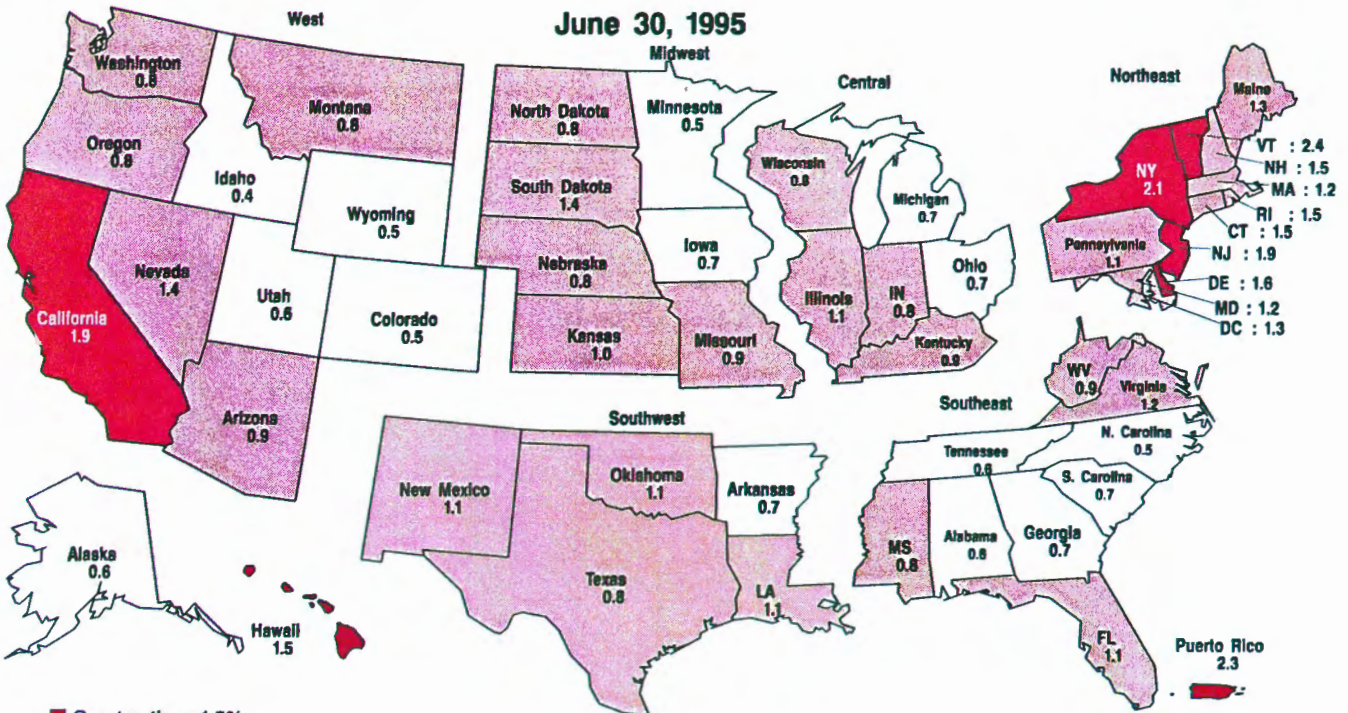 June 30, 1995
West
Washington
0.8
Oregon
0.8
California
1.9
Nevada
1.4
Idaho
0.4
Montana
0.8
Wyoming
0.5
Utah
0.6
Colorado
0.5
Arizona
0.9
Alaska
0.6
Hawaii
1.5
Midwest
North Dakota
0.8
South Dakota
1.4
Nebraska
0.8
Kansas
1.0
Minnesota
0.5
Iowa
0.7
Missouri
0.9
Central
Wisconsin
0.8
Illinois
1.1
Michigan
0.7
IN
0.8
Ohio
0.7
Kentucky
0.9
Northeast
Maine
1.3
NY
2.1
Pennsylvania
1.1
VT : 2.4
NH : 1.5
MA : 1.2
RI : 1.5
CT : 1.5
NJ : 1.9
DE : 1.6
MD : 1.2
DC : 1.3
Southwest
New Mexico
1.1
Oklahoma
1.1
Texas
0.8
Arkansas
0.7
LA
1.1
Southeast
WV
0.9
Virginia
1.2
Tennessee
0.6
N. Carolina
0.5
S. Carolina
0.7
MS
0.8
Alabama
0.6
Georgia
0.7
FL
1.1
Puerto Rico
2.3